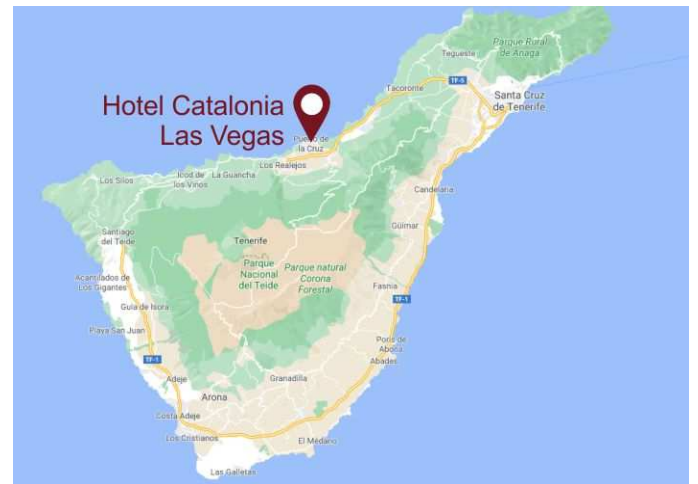 Parque Rural
de Anaga
Tegueste
TF-5
Tacoronte
Santa Cruz
de Tenerife
Hotel Catalonia
Las Vegas
Puerto de
la Cruz
Los Realejos
Icod de
los Vinos
La Guancha
Los Silos
Candelaria
Güímar
Santiago
del Teide
Tenerife
Parque
Nacional
del Teide
Parque natural
Corona
Forestal
Acantilados de
Los Gigantes
Fasnia
TF-1
Guía de Isora
Playa San Juan
Porís de
Abona
Abades
TF-1
Adeje
Granadilla
Arona
Costa Adeje
Los Cristianos
El Médano
Las Galletas